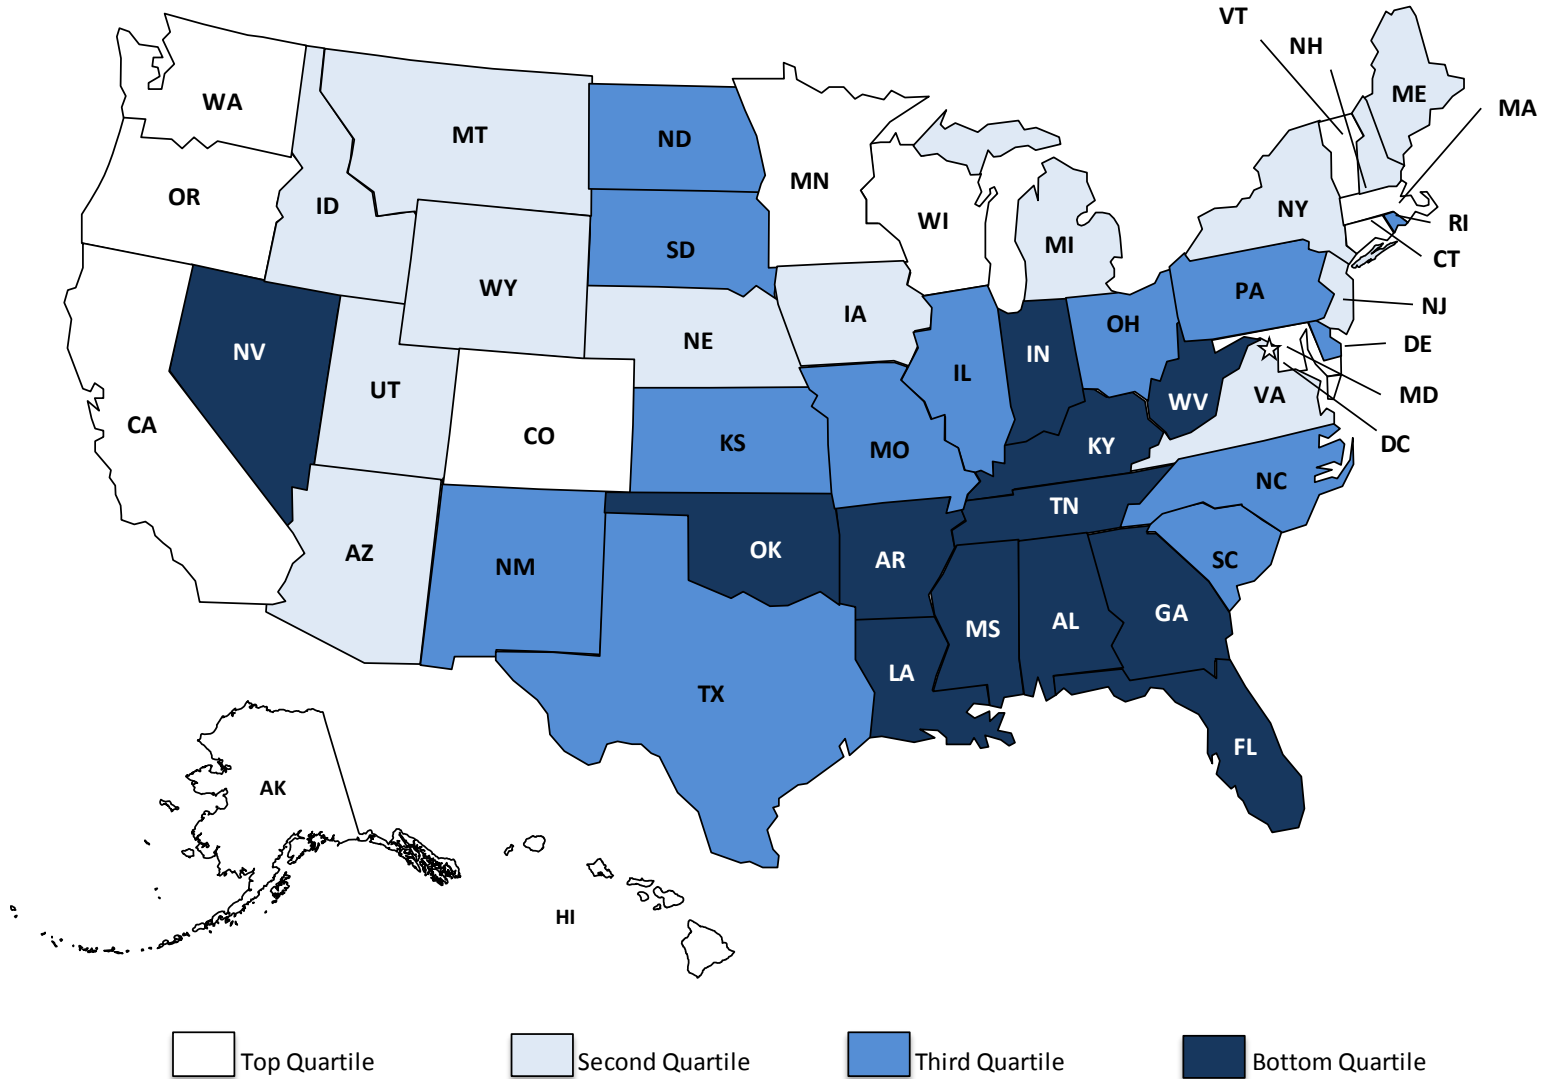 VT
NH
ME
MA
WA
MT
ND
MN
OR
ID
WI
NY
MI
RI
SD
CT
WY
PA
NJ
IA
OH
NE
DE
NV
IN
IL
UT
MD
WV
VA
CA
CO
DC
KS
MO
KY
NC
TN
OK
AZ
AR
SC
NM
GA
AL
MS
LA
TX
FL
AK
HI
Top Quartile
Second Quartile
Third Quartile
Bottom Quartile